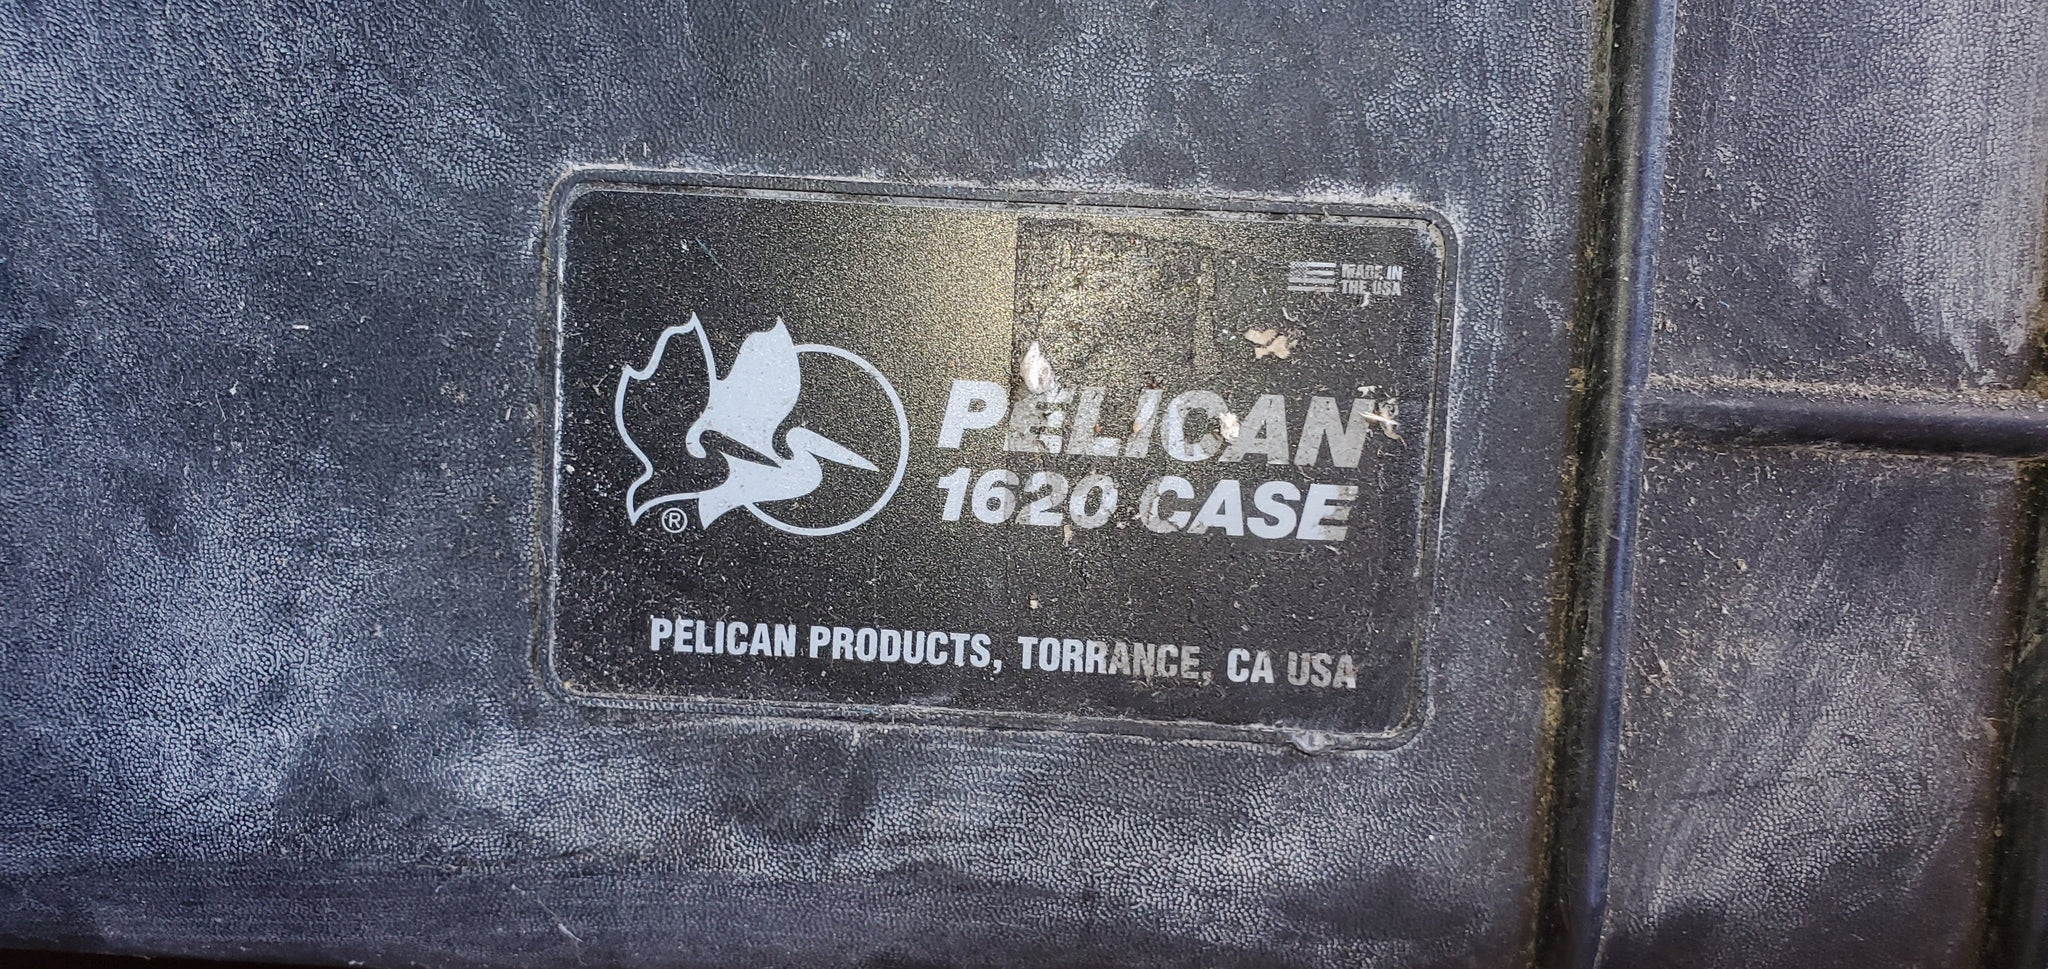 MADE IN
THE USA
PELICAN
1620 CASE
®
PELICAN PRODUCTS, TORRANCE, CA USA